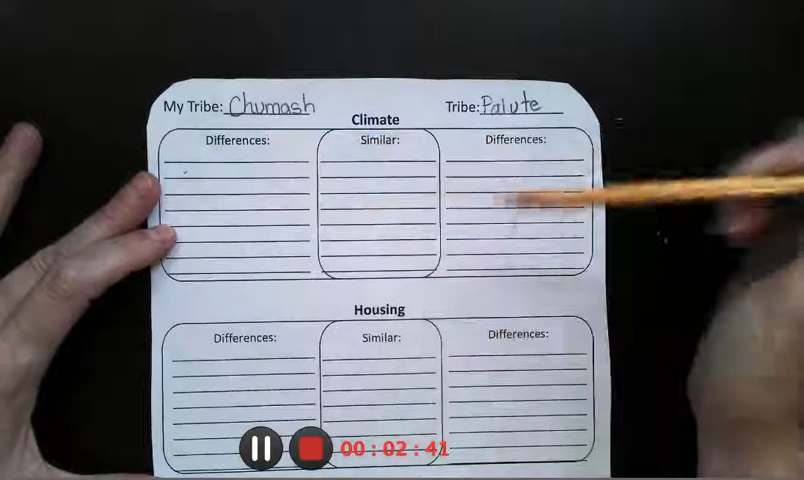 My Tribe: Chumash Tribe: Paiute
Climate
Differences: Similar: Differences:
Housing
Differences: Similar: Differences:
00:02:41